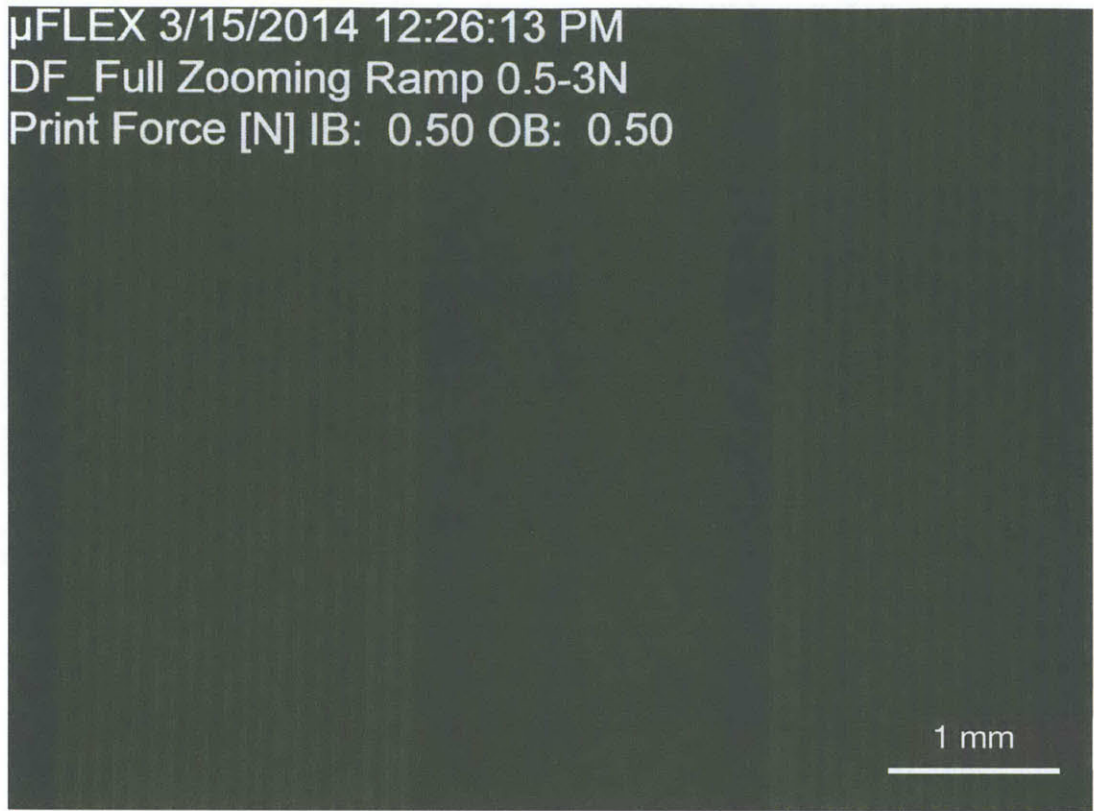 μFLEX 3/15/2014 12:26:13 PM
DF_Full Zooming Ramp 0.5-3N
Print Force [N] IB: 0.50 OB: 0.50
1 mm